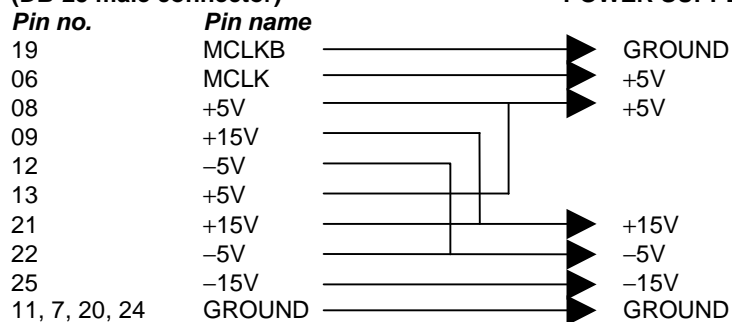 Pin no. Pin name
19 MCLKB GROUND
06 MCLK +5V
08 +5V +5V
09 +15V
12 −5V
13 +5V
21 +15V +15V
22 −5V −5V
25 −15V −15V
11, 7, 20, 24 GROUND GROUND